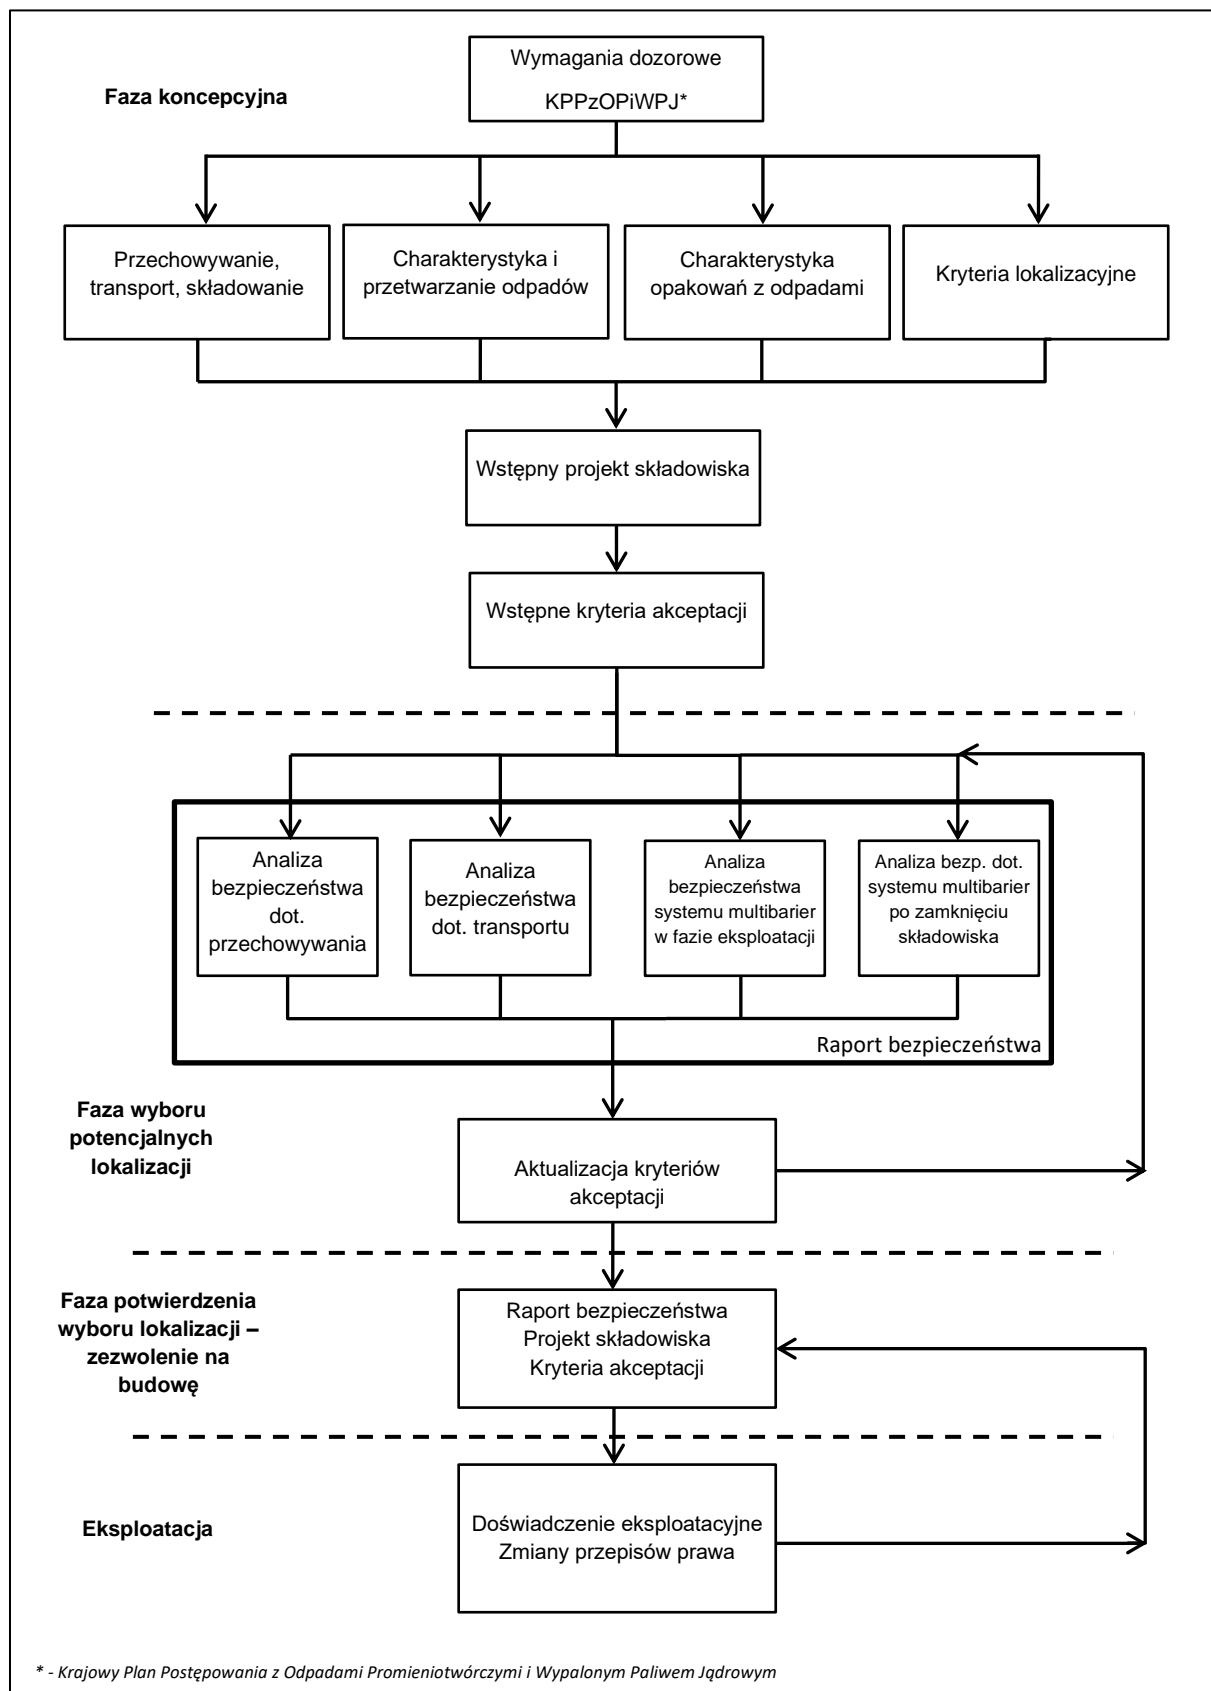 Wymagania dozorowe
KPPzOPiWPJ*
Faza koncepcyjna
Przechowywanie,
transport, składowanie
Charakterystyka i
przetwarzanie odpadów
Charakterystyka
opakowań z odpadami
Kryteria lokalizacyjne
Wstępny projekt składowiska
Wstępne kryteria akceptacji
Analiza
bezpieczeństwa
dot.
przechowywania
Analiza
bezpieczeństwa
dot. transportu
Analiza
bezpieczeństwa
systemu multibarier
w fazie eksploatacji
Analiza bezp. dot.
systemu multibarier
po zamknięciu
składowiska
Raport bezpieczeństwa
Faza wyboru
potencjalnych
lokalizacji
Aktualizacja kryteriów
akceptacji
Faza potwierdzenia
wyboru lokalizacji –
zezwolenie na
budowę
Raport bezpieczeństwa
Projekt składowiska
Kryteria akceptacji
Eksploatacja
Doświadczenie eksploatacyjne
Zmiany przepisów prawa
* - Krajowy Plan Postępowania z Odpadami Promieniotwórczymi i Wypalonym Paliwem Jądrowym